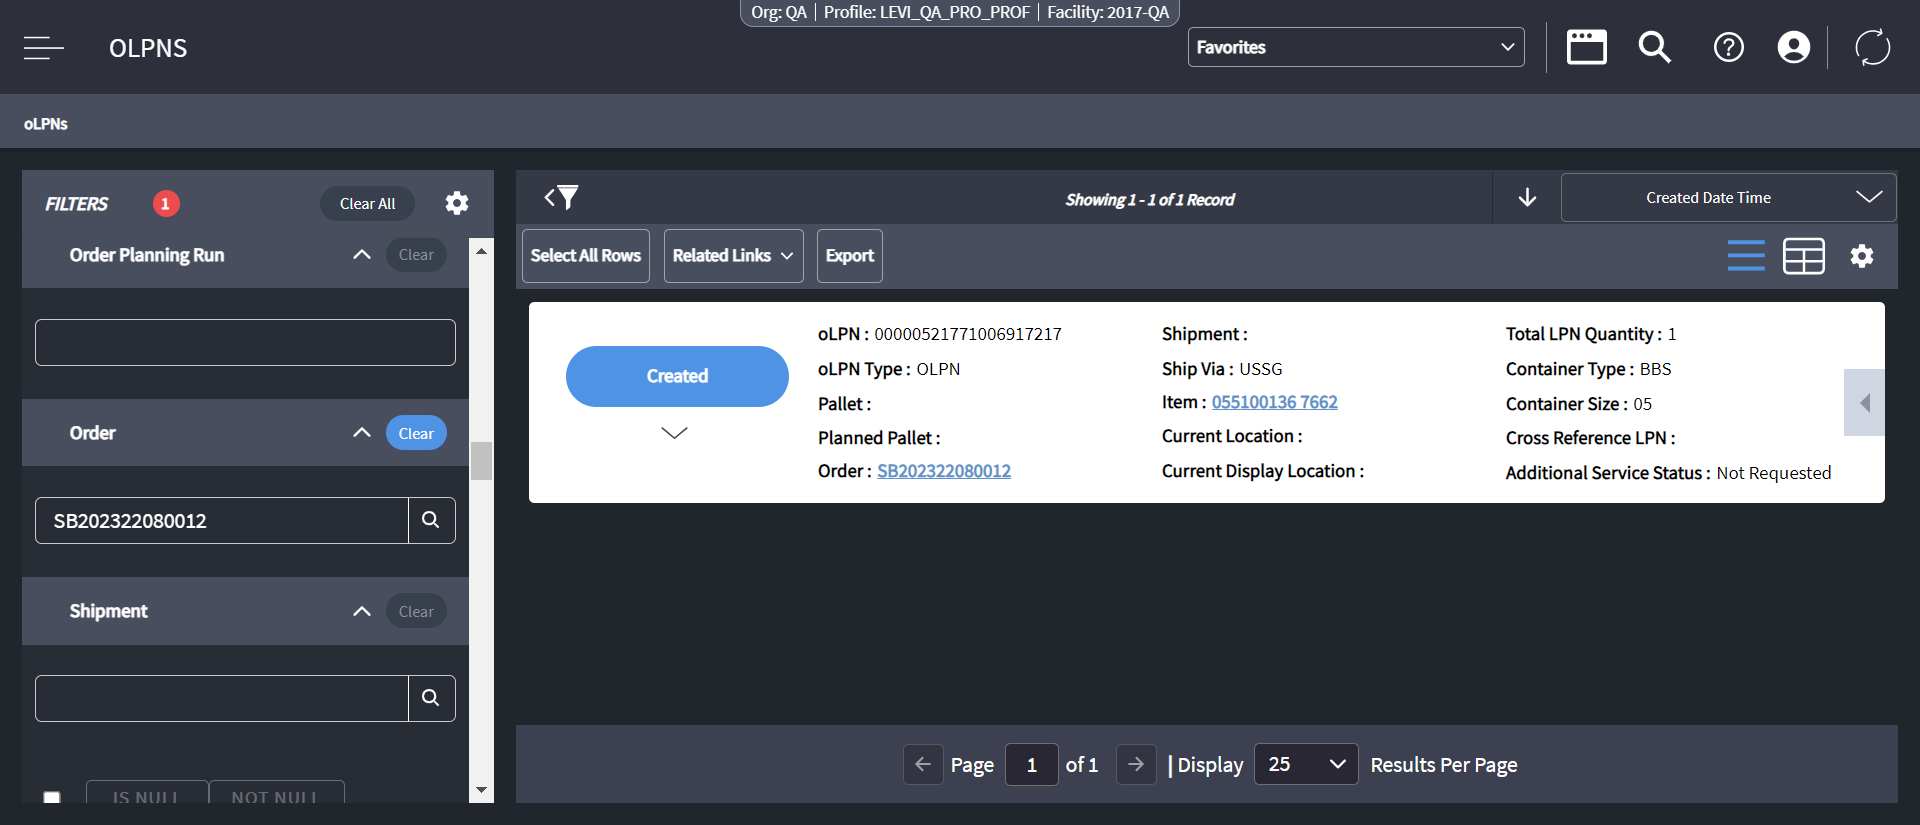 Org: QA | Profile: LEVI_QA_PRO_PROF | Facility: 2017-QA
OLPNS
Favorites
oLPNs
FILTERS
1
Clear All
Order Planning Run
Clear
Order
Clear
SB202322080012
Shipment
Clear
IS NULL
NOT NULL
Showing 1 - 1 of 1 Record
Created Date Time
Select All Rows
Related Links
Export
Created
oLPN : 00000521771006917217
oLPN Type : OLPN
Pallet :
Planned Pallet :
Order : SB202322080012
Shipment :
Ship Via : USSG
Item : 055100136 7662
Current Location :
Current Display Location :
Total LPN Quantity : 1
Container Type : BBS
Container Size : 05
Cross Reference LPN :
Additional Service Status : Not Requested
Page 1 of 1 | Display 25 Results Per Page